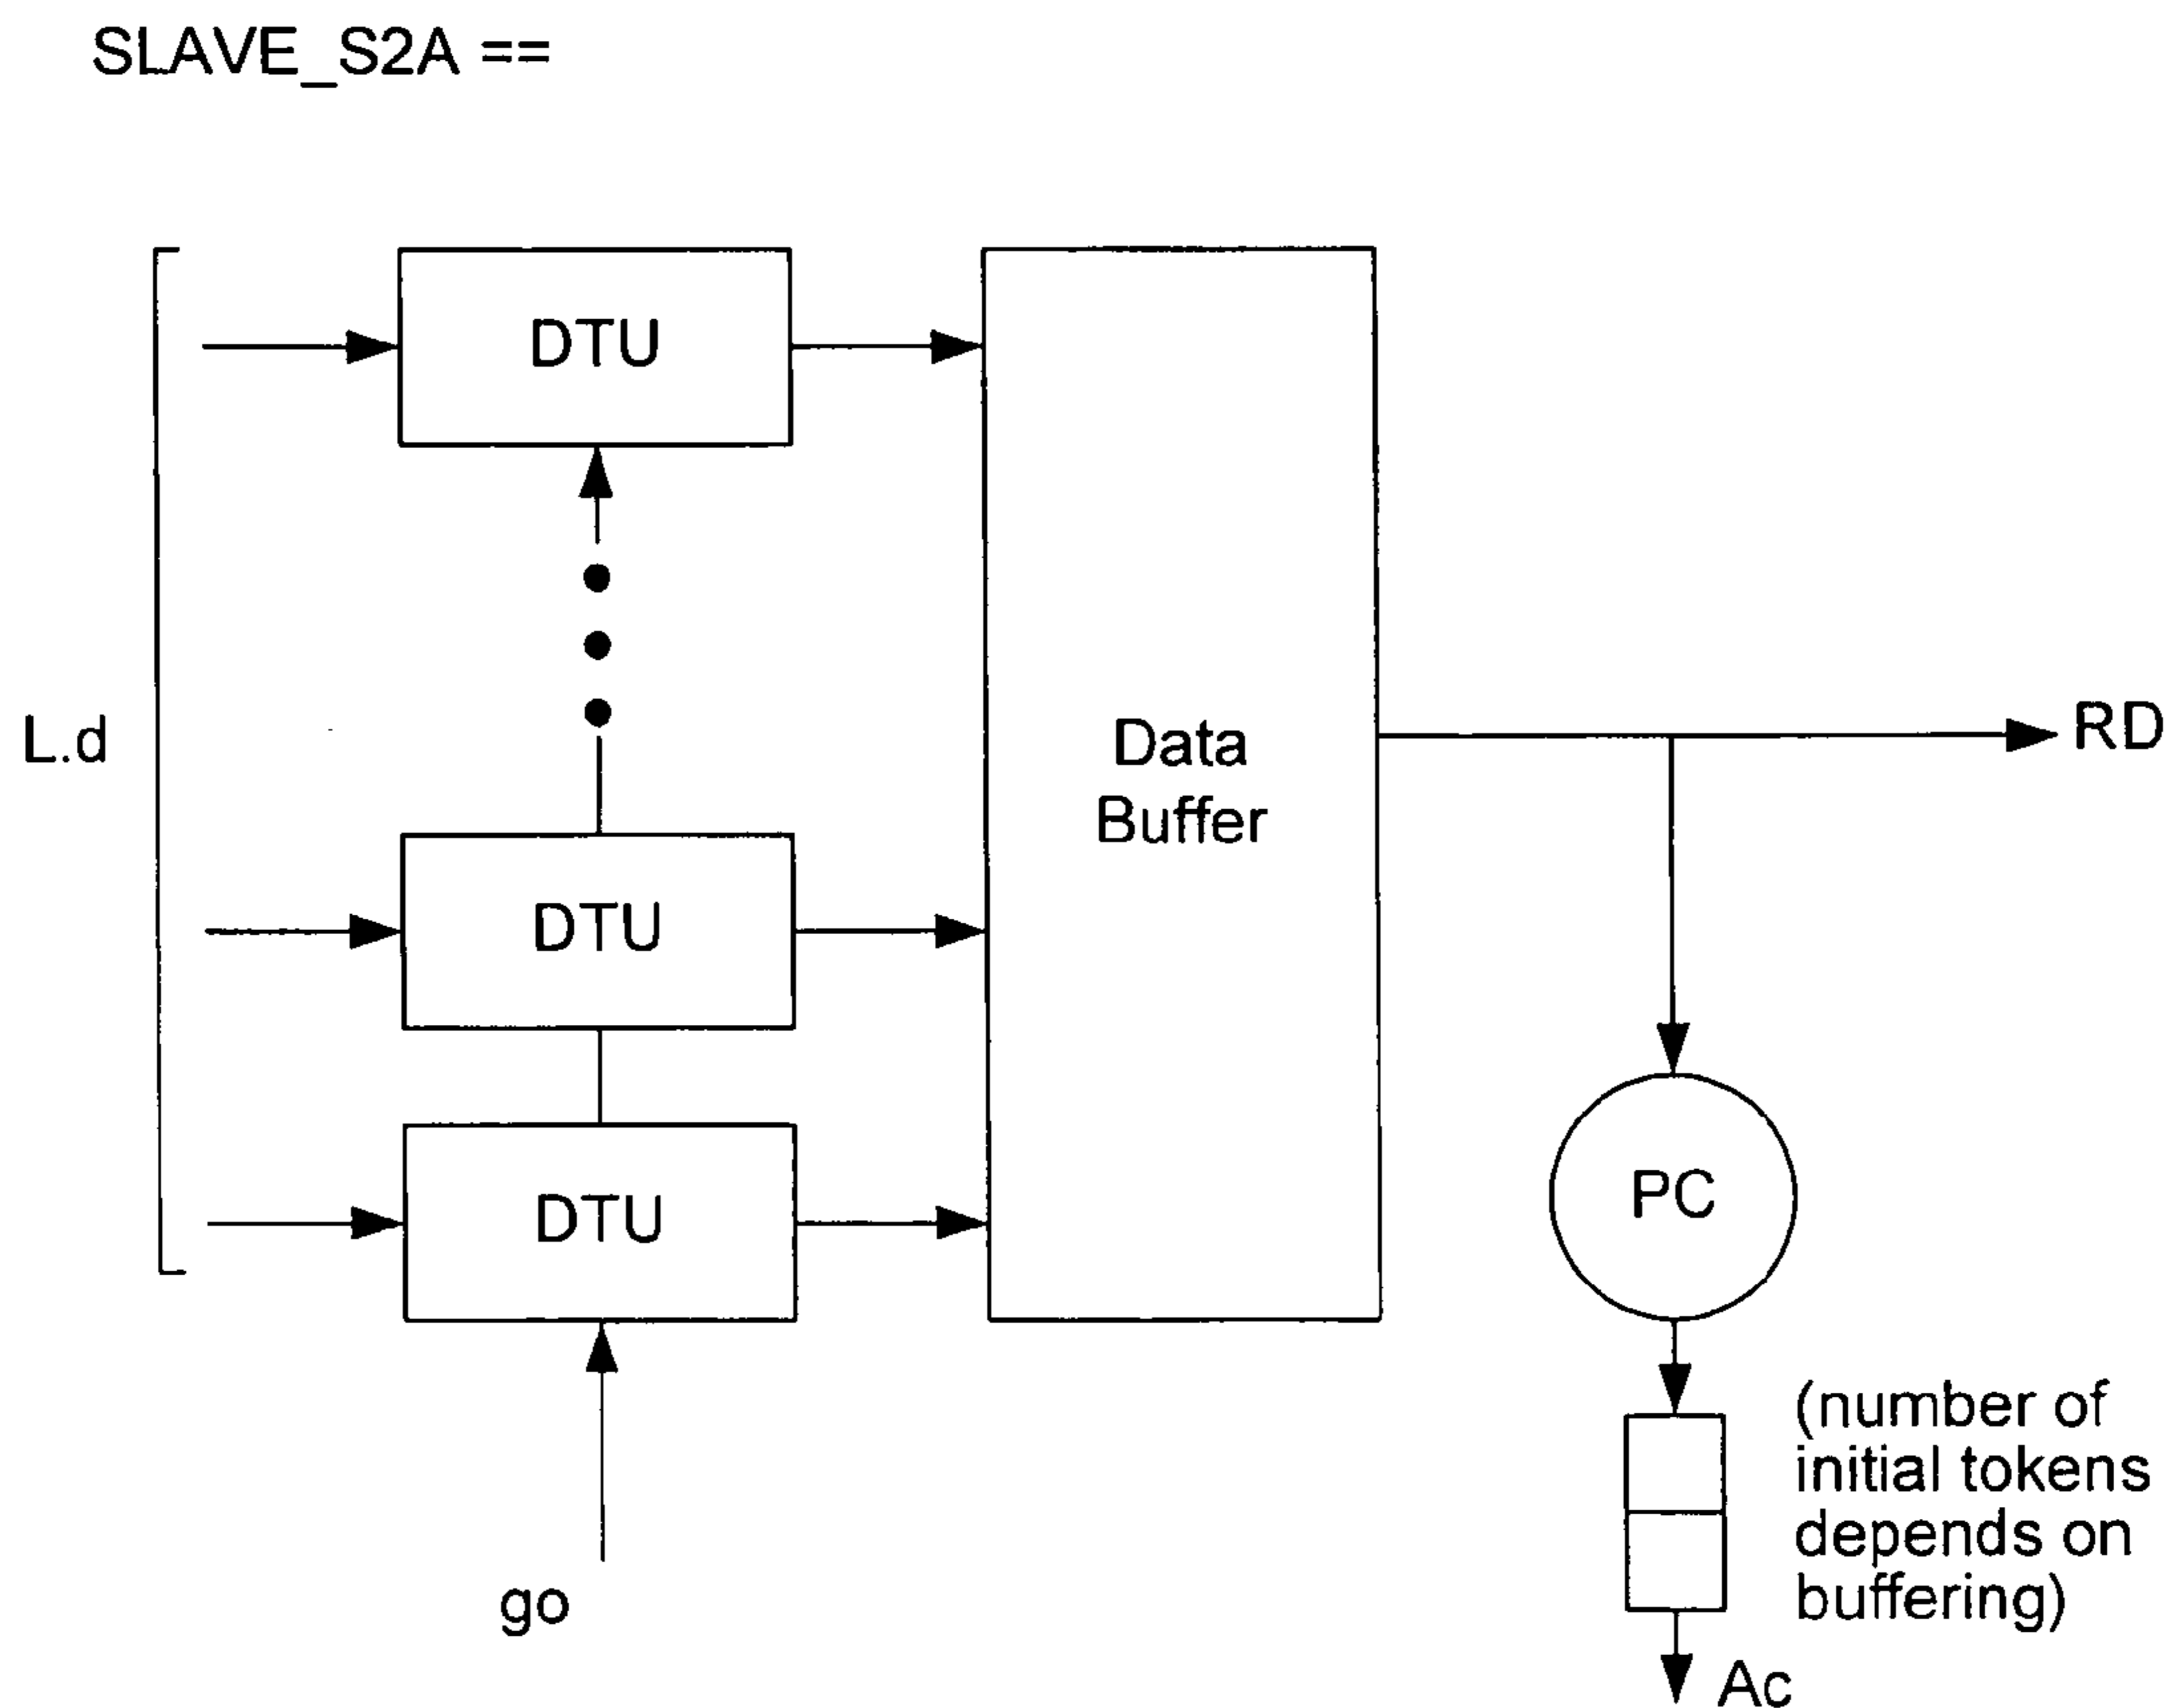 SLAVE_S2A ==
DTU
L.d
Data
Buffer
RD
DTU
DTU
PC
(number of
initial tokens
depends on
buffering)
go
Ac